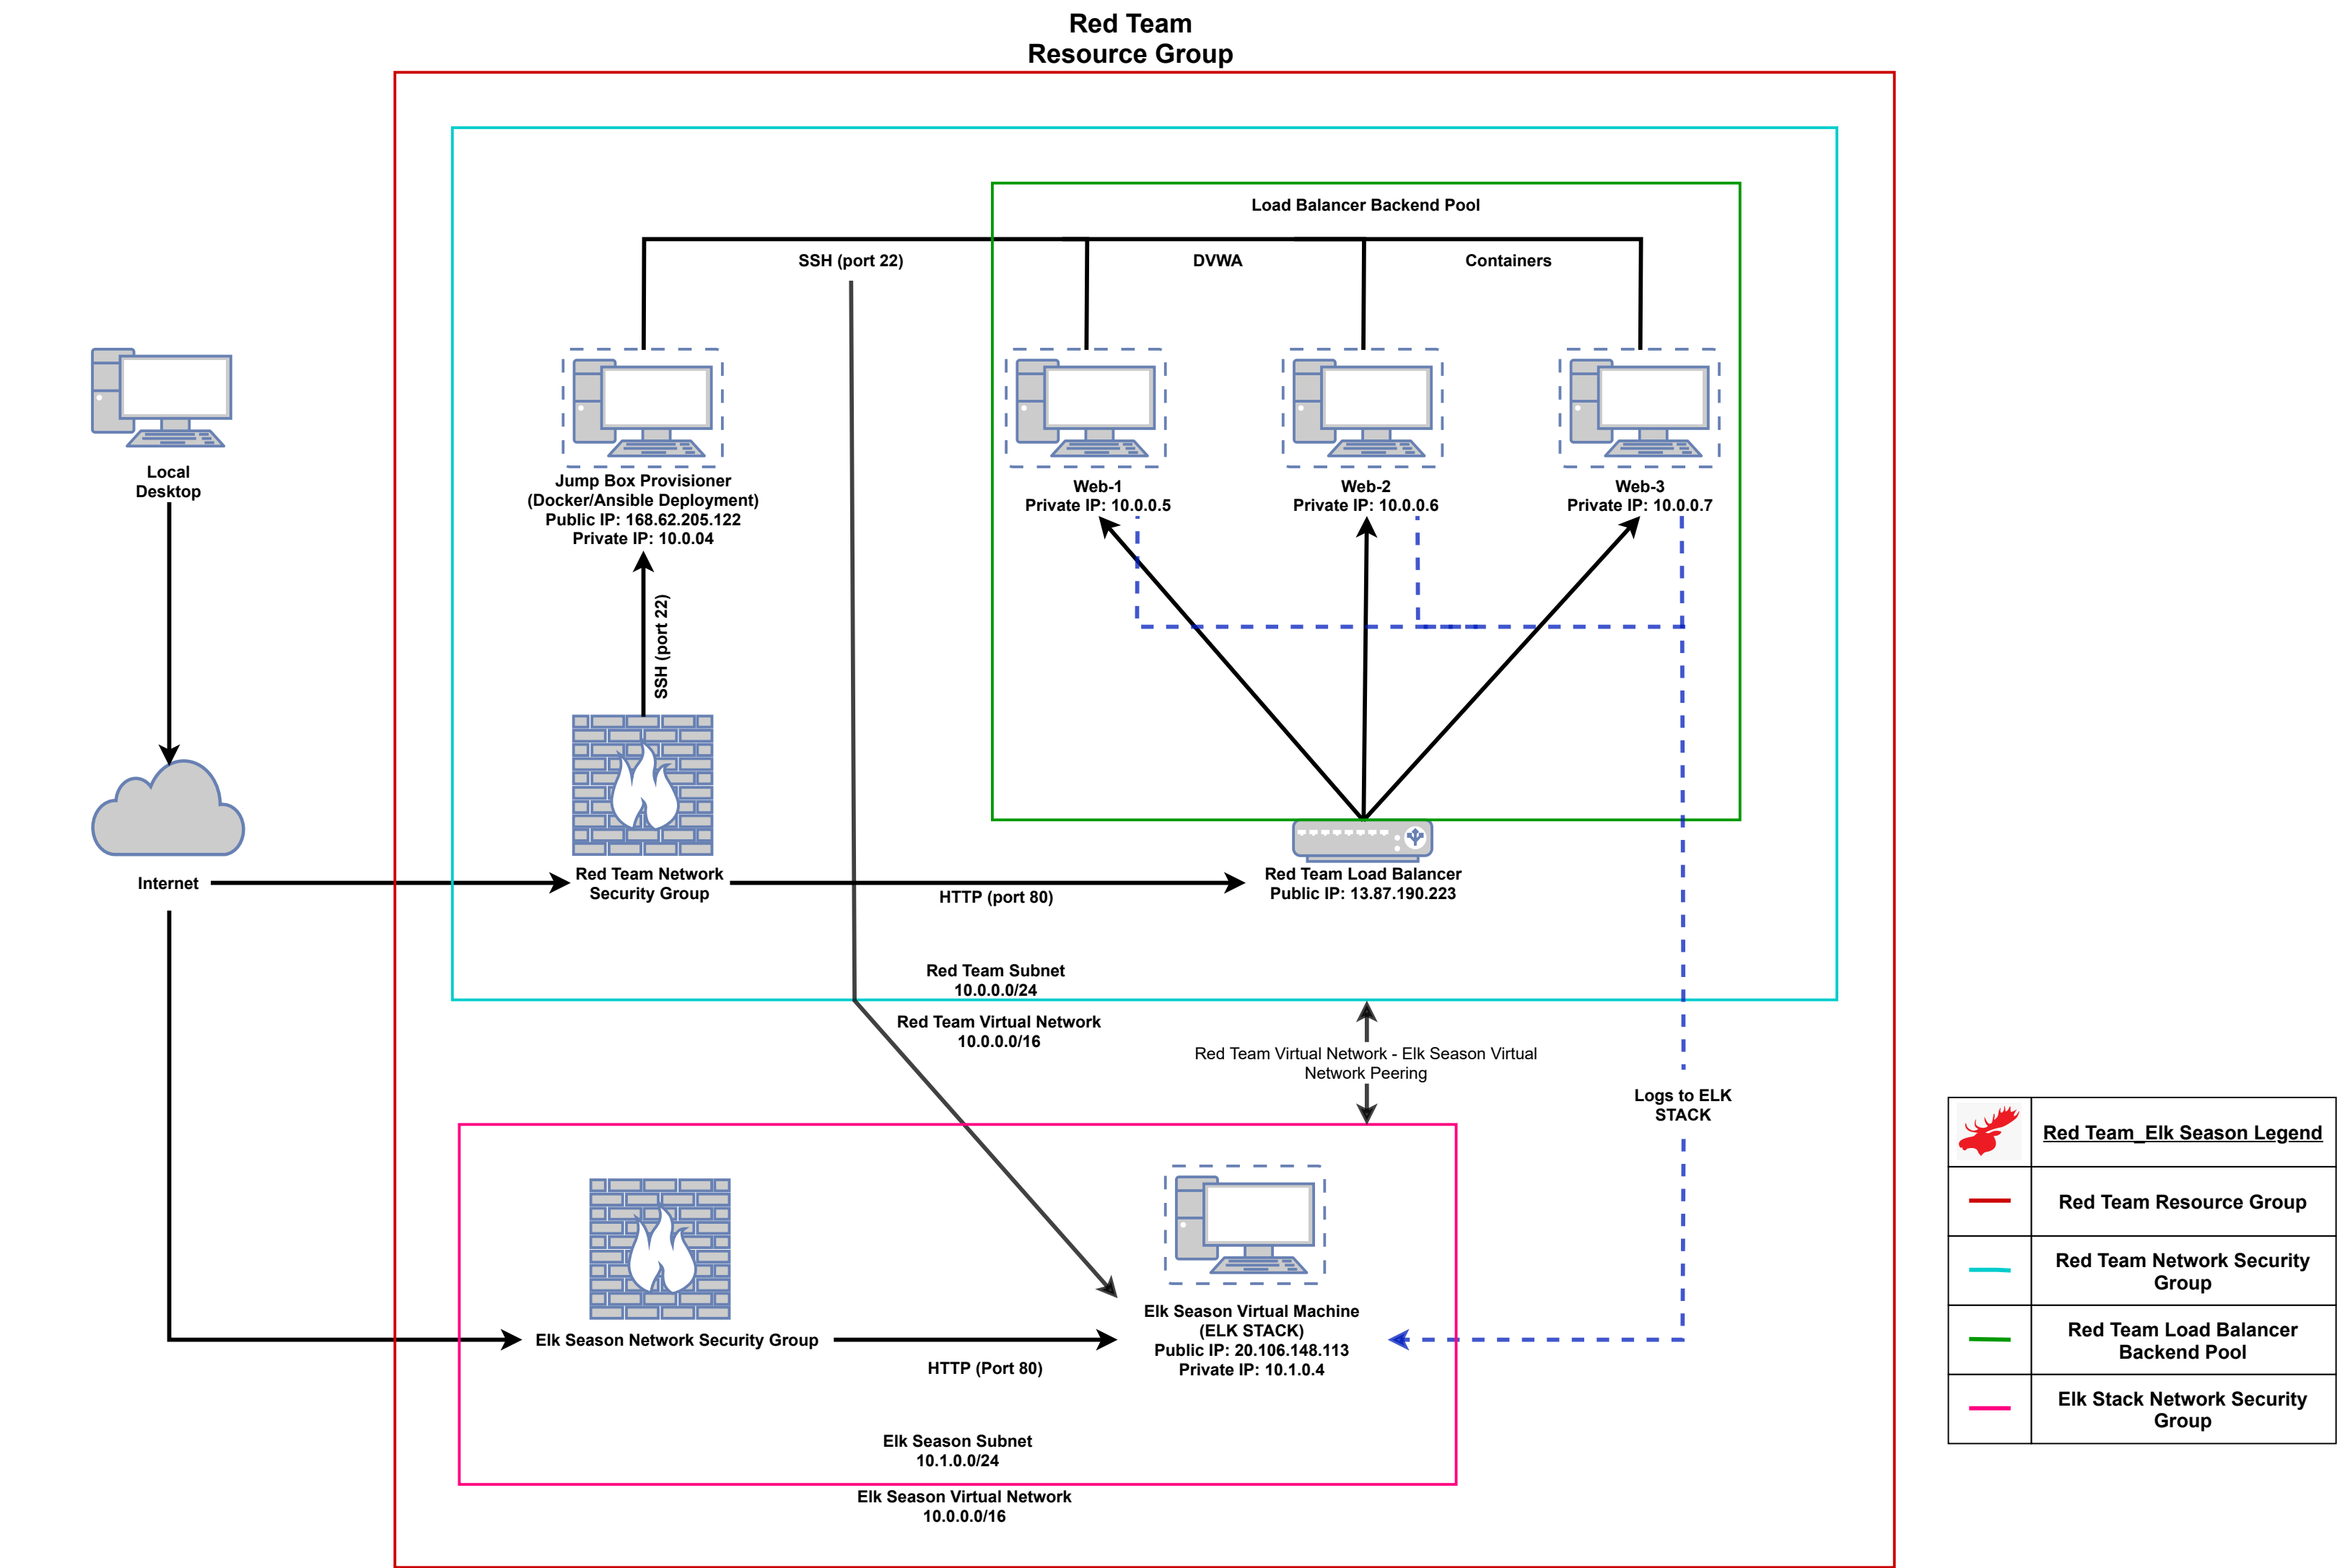 Red Team
Resource Group
Load Balancer Backend Pool
SSH (port 22)
DVWA
Containers
Local
Desktop
Jump Box Provisioner
(Docker/Ansible Deployment)
Public IP: 168.62.205.122
Private IP: 10.0.04
Web-1
Private IP: 10.0.0.5
Web-2
Private IP: 10.0.0.6
Web-3
Private IP: 10.0.0.7
SSH (port 22)
Internet
Red Team Network
Security Group
HTTP (port 80)
Red Team Load Balancer
Public IP: 13.87.190.223
Red Team Subnet
10.0.0.0/24
Red Team Virtual Network
10.0.0.0/16
Red Team Virtual Network - Elk Season Virtual
Network Peering
Logs to ELK
STACK
Elk Season Network Security Group
HTTP (Port 80)
Elk Season Virtual Machine
(ELK STACK)
Public IP: 20.106.148.113
Private IP: 10.1.0.4
Elk Season Subnet
10.1.0.0/24
Elk Season Virtual Network
10.0.0.0/16
Red Team_Elk Season Legend
Red Team Resource Group
Red Team Network Security
Group
Red Team Load Balancer
Backend Pool
Elk Stack Network Security
Group